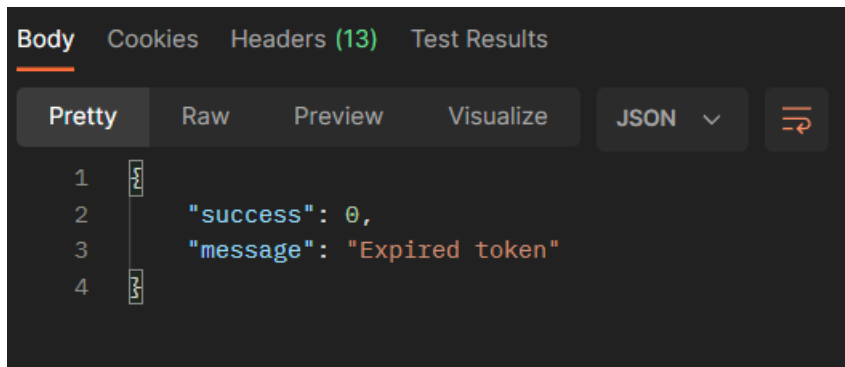 Body Cookies Headers (13) Test Results
Pretty Raw Preview Visualize JSON
1 {
2 "success": 0,
3 "message": "Expired token"
4 }